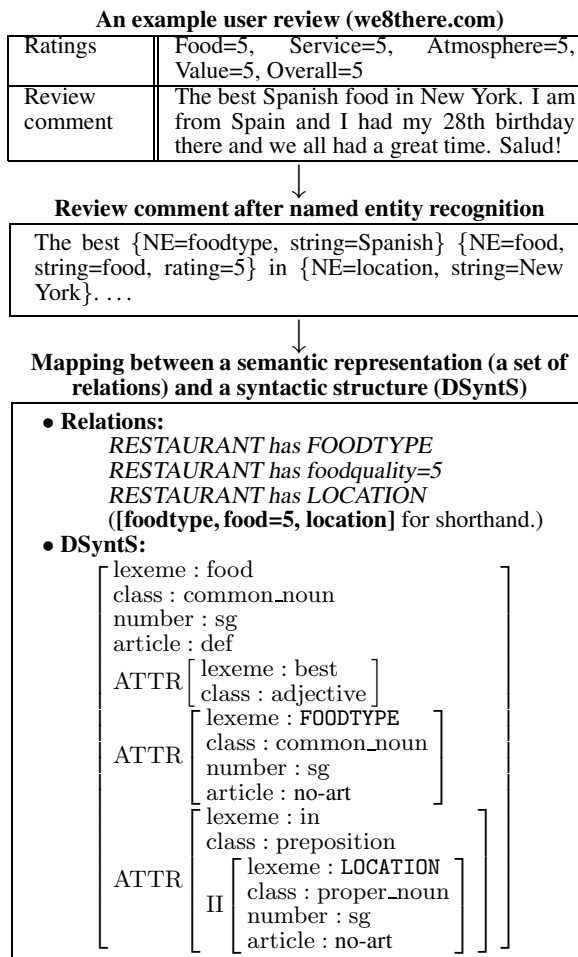 An example user review (we8there.com)
Ratings Food=5, Service=5, Atmosphere=5,
Value=5, Overall=5
Review The best Spanish food in New York. I am
comment from Spain and I had my 28th birthday
there and we all had a great time. Salud!
↓
Review comment after named entity recognition
The best {NE=foodtype, string=Spanish} {NE=food,
string=food, rating=5} in {NE=location, string=New
York}. . . .
↓
Mapping between a semantic representation (a set of
relations) and a syntactic structure (DSyntS)
• Relations:
RESTAURANT has FOODTYPE
RESTAURANT has foodquality=5
RESTAURANT has LOCATION
([foodtype, food=5, location] for shorthand.)
• DSyntS:
lexeme : food
class : common_noun
number : sg
article : def
ATTR [lexeme : best
class : adjective]
ATTR [lexeme : FOODTYPE
class : common_noun
number : sg
article : no-art]
ATTR [lexeme : in
class : preposition
II [lexeme : LOCATION
class : proper_noun
number : sg
article : no-art]]